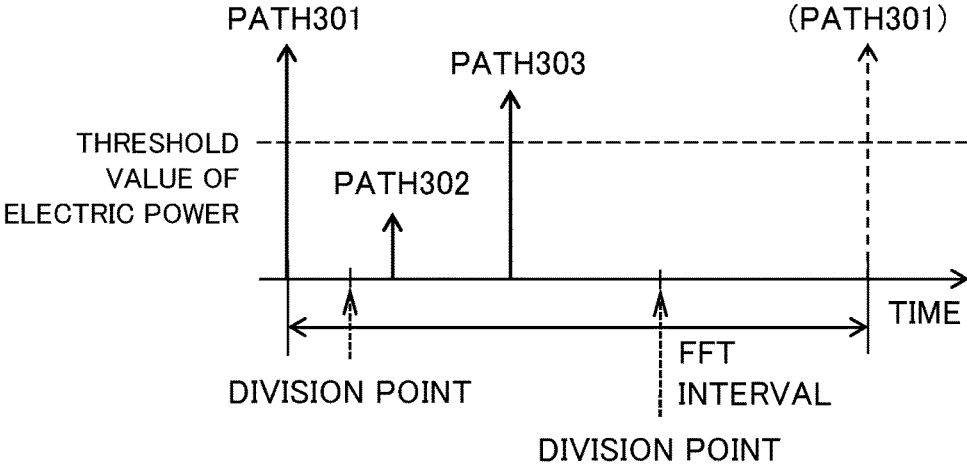 PATH301
(PATH301)
PATH303
THRESHOLD
VALUE OF
ELECTRIC POWER
PATH302
TIME
FFT
INTERVAL
DIVISION POINT
DIVISION POINT